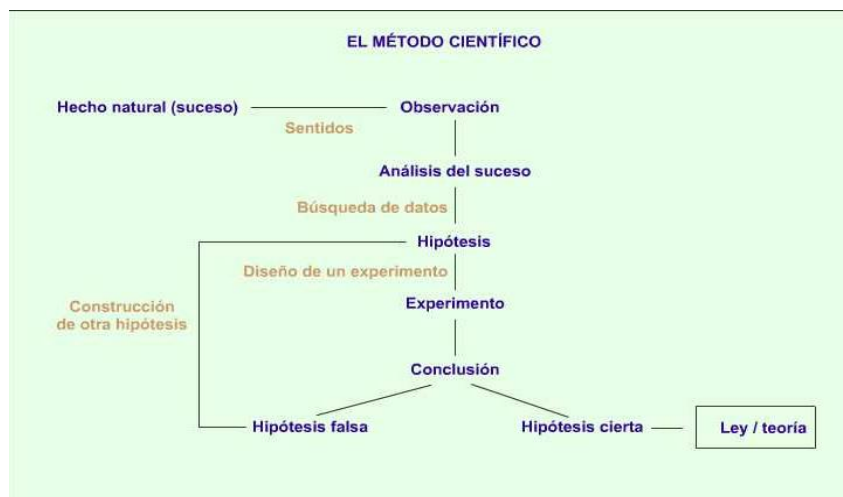 EL MÉTODO CIENTÍFICO
Hecho natural (suceso)
Observación
Sentidos
Análisis del suceso
Búsqueda de datos
Hipótesis
Diseño de un experimento
Construcción
de otra hipótesis
Experimento
Conclusión
Hipótesis falsa
Hipótesis cierta
Ley / teoría